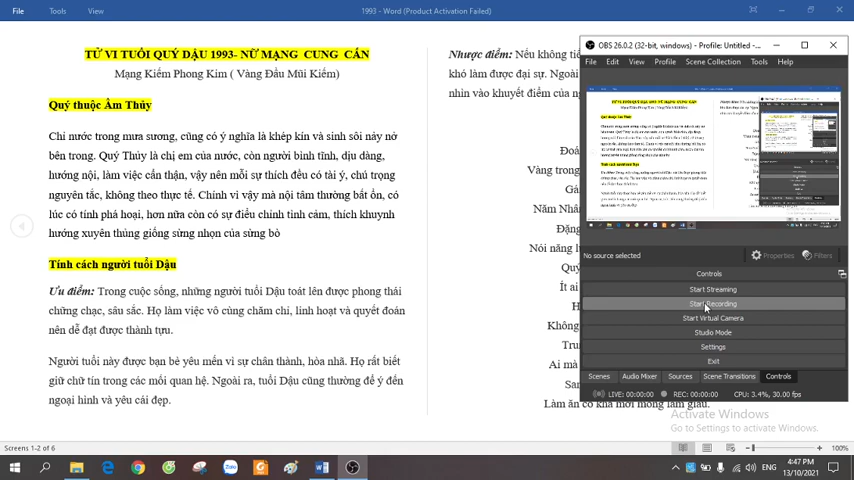 File
Tools
View
1993 - Word (Product Activation Failed)
TỬ VI TUỔI QUÝ DẬU 1993- NỮ MẠNG CUNG CẤN
Mạng Kiếm Phong Kim ( Vàng Đầu Mũi Kiếm)
Quý thuộc Âm Thủy
Chỉ nước trong mưa sương, cũng có ý nghĩa là khép kín và sinh sôi nảy nở
bên trong. Quý Thủy là chị em của nước, còn người bình tĩnh, dịu dàng,
hướng nội, làm việc cẩn thận, vậy nên mỗi sự thích đều có tài ý, chú trọng
nguyên tắc, không theo thực tế. Chính vì vậy mà nội tâm thường bất ổn, có
lúc có tính phá hoại, hơn nữa còn có sự điều chỉnh tình cảm, thích khuynh
hướng xuyên thủng giống sừng nhọn của sừng bò
Tính cách người tuổi Dậu
Ưu điểm: Trong cuộc sống, những người tuổi Dậu toát lên được phong thái
chững chạc, sâu sắc. Họ làm việc vô cùng chăm chỉ, linh hoạt và quyết đoán
nên dễ đạt được thành tựu.
Người tuổi này được bạn bè yêu mến vì sự chân thành, hòa nhã. Họ rất biết
giữ chữ tín trong các mối quan hệ. Ngoài ra, tuổi Dậu cũng thường để ý đến
ngoại hình và yêu cái đẹp.
Nhược điểm: Nếu không tiế
khó làm được đại sự. Ngoài
nhìn vào khuyết điểm của n
Đoá
Vàng trong
Gá
Năm Nhâ
Đặng
Nói năng l
Quý
Ít ai
H
Không
Tru
Ai mà
San
Làm ăn có khá mới mong làm giàu.
OBS 26.0.2 (32-bit, windows) - Profile: Untitled -...
File Edit View Profile Scene Collection Tools Help
No source selected
Properties
Filters
Controls
Start Streaming
Start Recording
Start Virtual Camera
Studio Mode
Settings
Exit
Scenes Audio Mixer Sources Scene Transitions Controls
LIVE: 00:00:00 REC: 00:00:00 CPU: 3.4%, 30.00 fps
Activate Windows
Go to Settings to activate Windows.
Screens 1-2 of 6
100%
Zalo
ENG
4:47 PM
13/10/2021